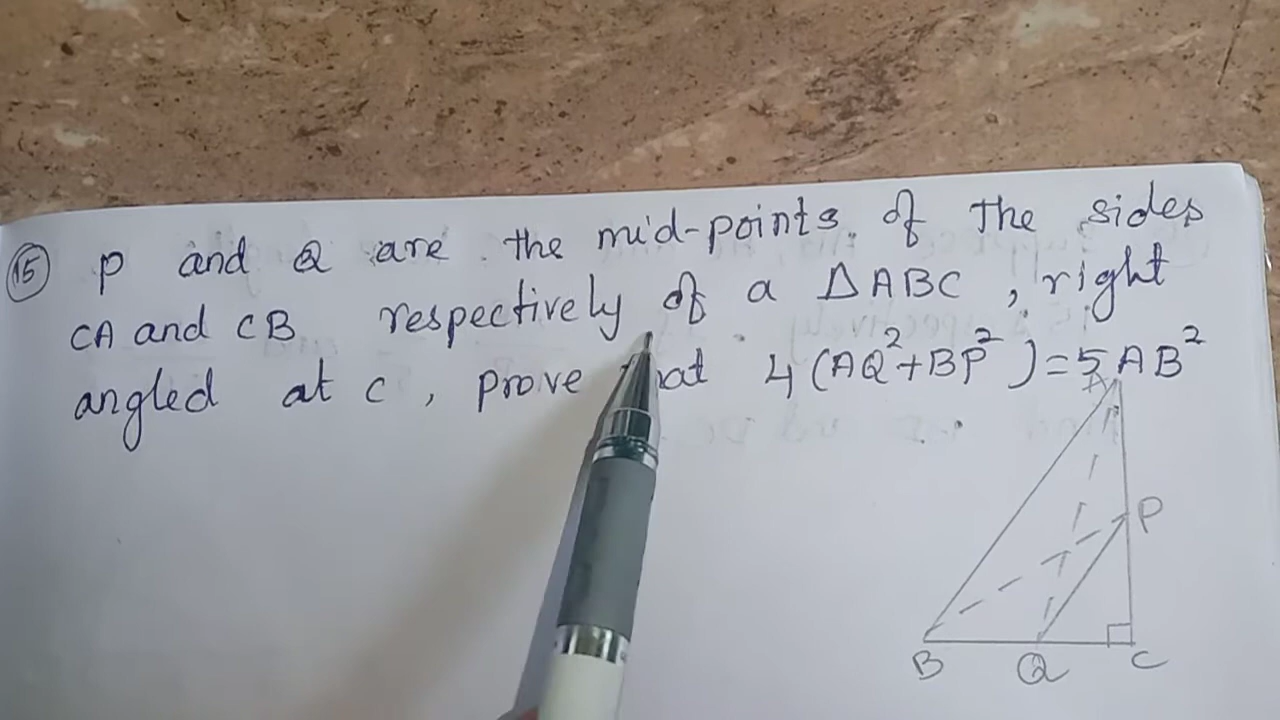 15 P and Q are the mid-points of the sides
CA and CB respectively of a ΔABC, right
angled at C, prove that 4(AQ²+BP²)=5AB²
A
P
B Q C